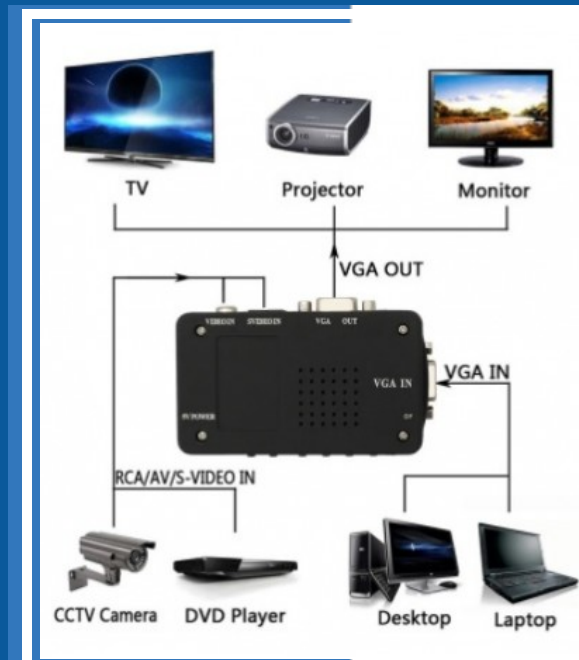 TV
Projector
Monitor
VGA OUT
VIDEO IN
SVIDEO IN
VGA OUT
VGA IN
VGA IN
5V POWER
RCA/AV/S-VIDEO IN
CCTV Camera
DVD Player
Desktop
Laptop